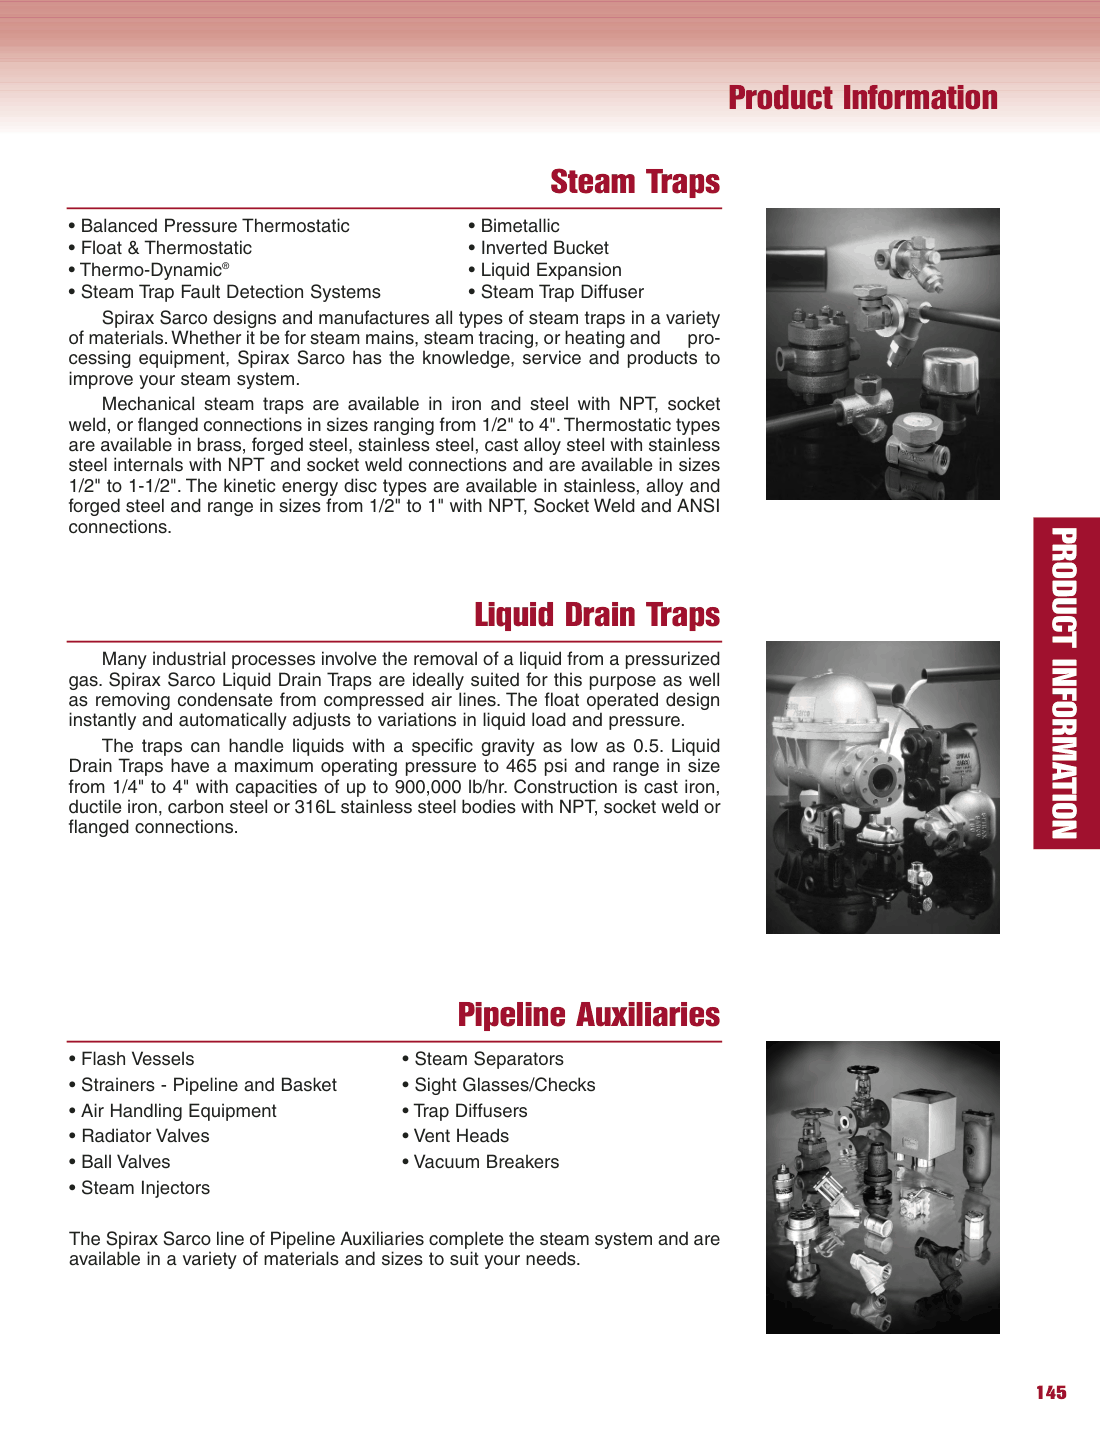 Product Information
Steam Traps
• Balanced Pressure Thermostatic
• Float & Thermostatic
• Thermo-Dynamic®
• Steam Trap Fault Detection Systems
• Bimetallic
• Inverted Bucket
• Liquid Expansion
• Steam Trap Diffuser
Spirax Sarco designs and manufactures all types of steam traps in a variety
of materials. Whether it be for steam mains, steam tracing, or heating and pro-
cessing equipment, Spirax Sarco has the knowledge, service and products to
improve your steam system.
Mechanical steam traps are available in iron and steel with NPT, socket
weld, or flanged connections in sizes ranging from 1/2" to 4". Thermostatic types
are available in brass, forged steel, stainless steel, cast alloy steel with stainless
steel internals with NPT and socket weld connections and are available in sizes
1/2" to 1-1/2". The kinetic energy disc types are available in stainless, alloy and
forged steel and range in sizes from 1/2" to 1" with NPT, Socket Weld and ANSI
connections.
PRODUCT INFORMATION
Liquid Drain Traps
Many industrial processes involve the removal of a liquid from a pressurized
gas. Spirax Sarco Liquid Drain Traps are ideally suited for this purpose as well
as removing condensate from compressed air lines. The float operated design
instantly and automatically adjusts to variations in liquid load and pressure.
The traps can handle liquids with a specific gravity as low as 0.5. Liquid
Drain Traps have a maximum operating pressure to 465 psi and range in size
from 1/4" to 4" with capacities of up to 900,000 lb/hr. Construction is cast iron,
ductile iron, carbon steel or 316L stainless steel bodies with NPT, socket weld or
flanged connections.
Pipeline Auxiliaries
• Flash Vessels
• Strainers - Pipeline and Basket
• Air Handling Equipment
• Radiator Valves
• Ball Valves
• Steam Injectors
• Steam Separators
• Sight Glasses/Checks
• Trap Diffusers
• Vent Heads
• Vacuum Breakers
The Spirax Sarco line of Pipeline Auxiliaries complete the steam system and are
available in a variety of materials and sizes to suit your needs.
145